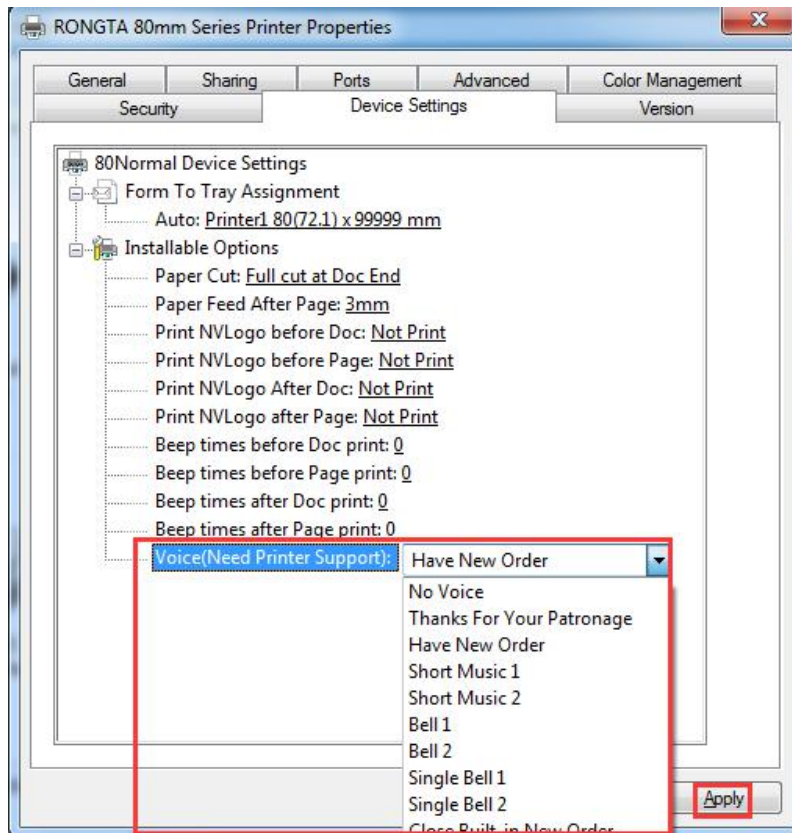 RONGTA 80mm Series Printer Properties
General Sharing Ports Advanced Color Management
Security Device Settings Version
80Normal Device Settings
Form To Tray Assignment
Auto: Printer1 80(72.1) x 99999 mm
Installable Options
Paper Cut: Full cut at Doc End
Paper Feed After Page: 3mm
Print NVLogo before Doc: Not Print
Print NVLogo before Page: Not Print
Print NVLogo After Doc: Not Print
Print NVLogo after Page: Not Print
Beep times before Doc print: 0
Beep times before Page print: 0
Beep times after Doc print: 0
Beep times after Page print: 0
Voice(Need Printer Support): Have New Order
No Voice
Thanks For Your Patronage
Have New Order
Short Music 1
Short Music 2
Bell 1
Bell 2
Single Bell 1
Single Bell 2
Apply
Close Built-in New Order